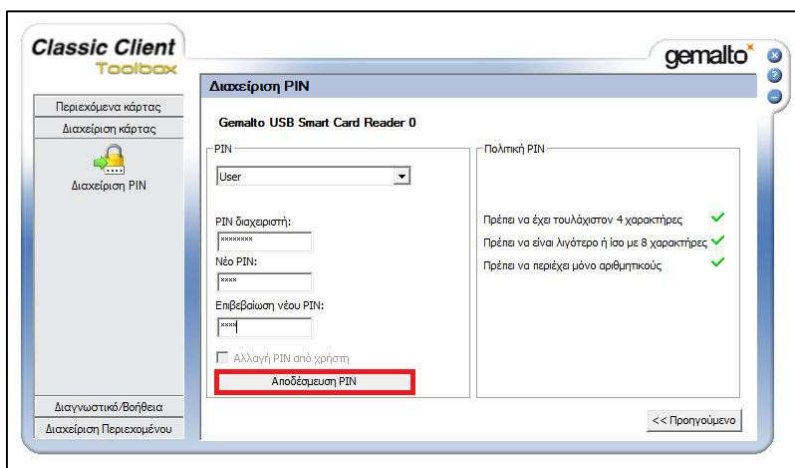 Classic Client
Toolbox
gemalto
Περιεχόμενα κάρτας
Διαχείριση κάρτας
Διαχείριση PIN
Διαγνωστικό/Βοήθεια
Διαχείριση Περιεχομένου
Διαχείριση PIN
Gemalto USB Smart Card Reader 0
PIN
User
PIN διαχειριστή:
××××××××
Νέο PIN:
××××
Επιβεβαίωση νέου PIN:
××××
Αλλαγή PIN από χρήστη
Αποδέσμευση PIN
Πολιτική PIN
Πρέπει να έχει τουλάχιστον 4 χαρακτήρες
Πρέπει να είναι λιγότερο ή ίσο με 8 χαρακτήρες
Πρέπει να περιέχει μόνο αριθμητικούς
<< Προηγούμενο